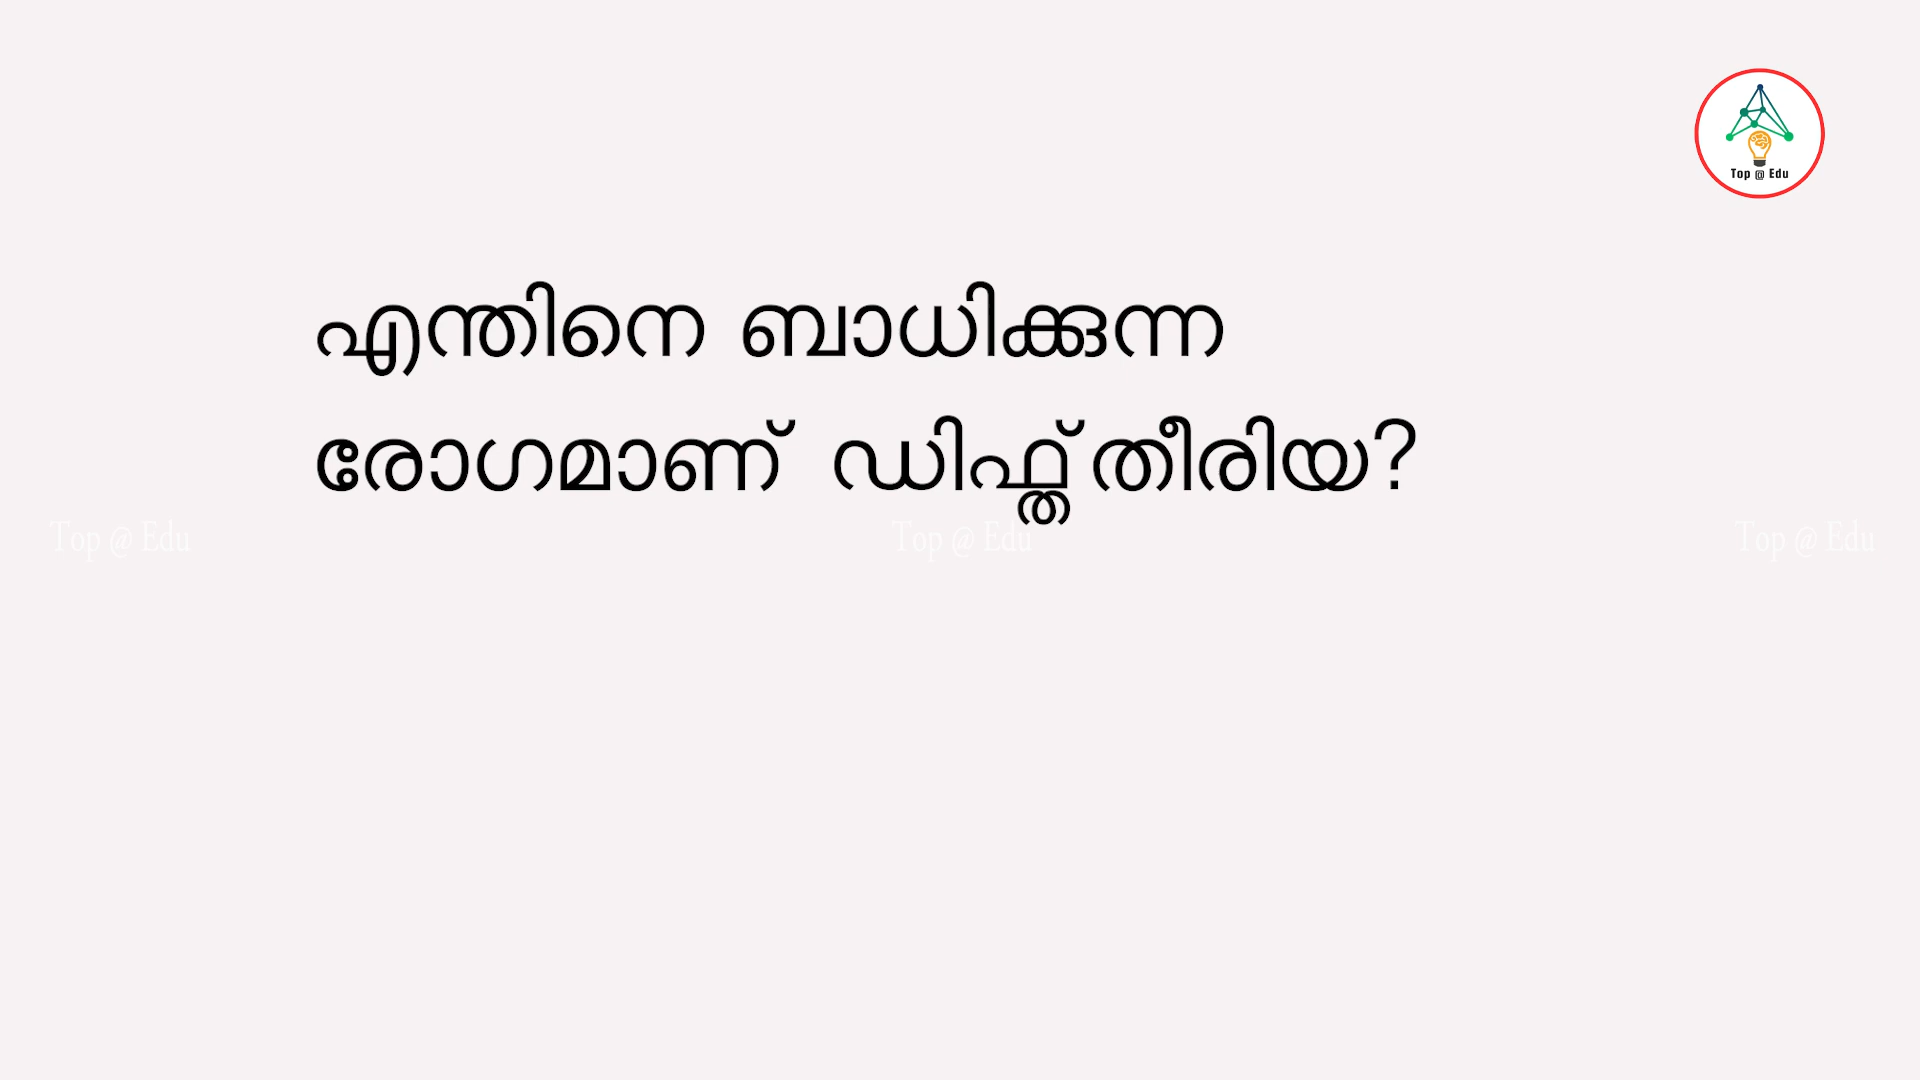 Top @ Edu
എന്തിനെ ബാധിക്കുന്ന
രോഗമാണ് ഡിഫ്ത്തീരിയ?
Top @ Edu Top @ Edu Top @ Edu